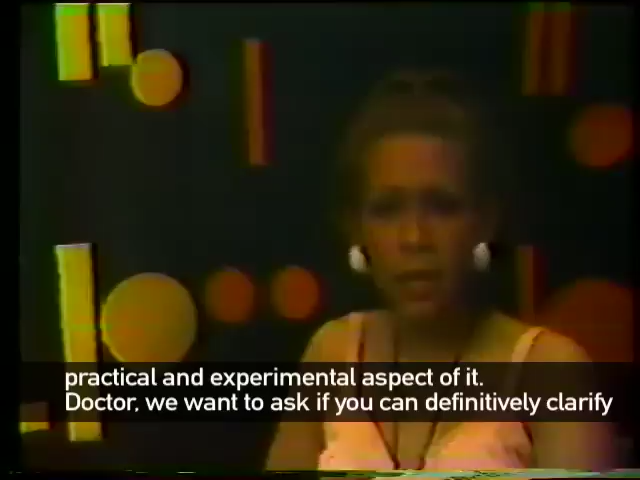 practical and experimental aspect of it.
Doctor, we want to ask if you can definitively clarify